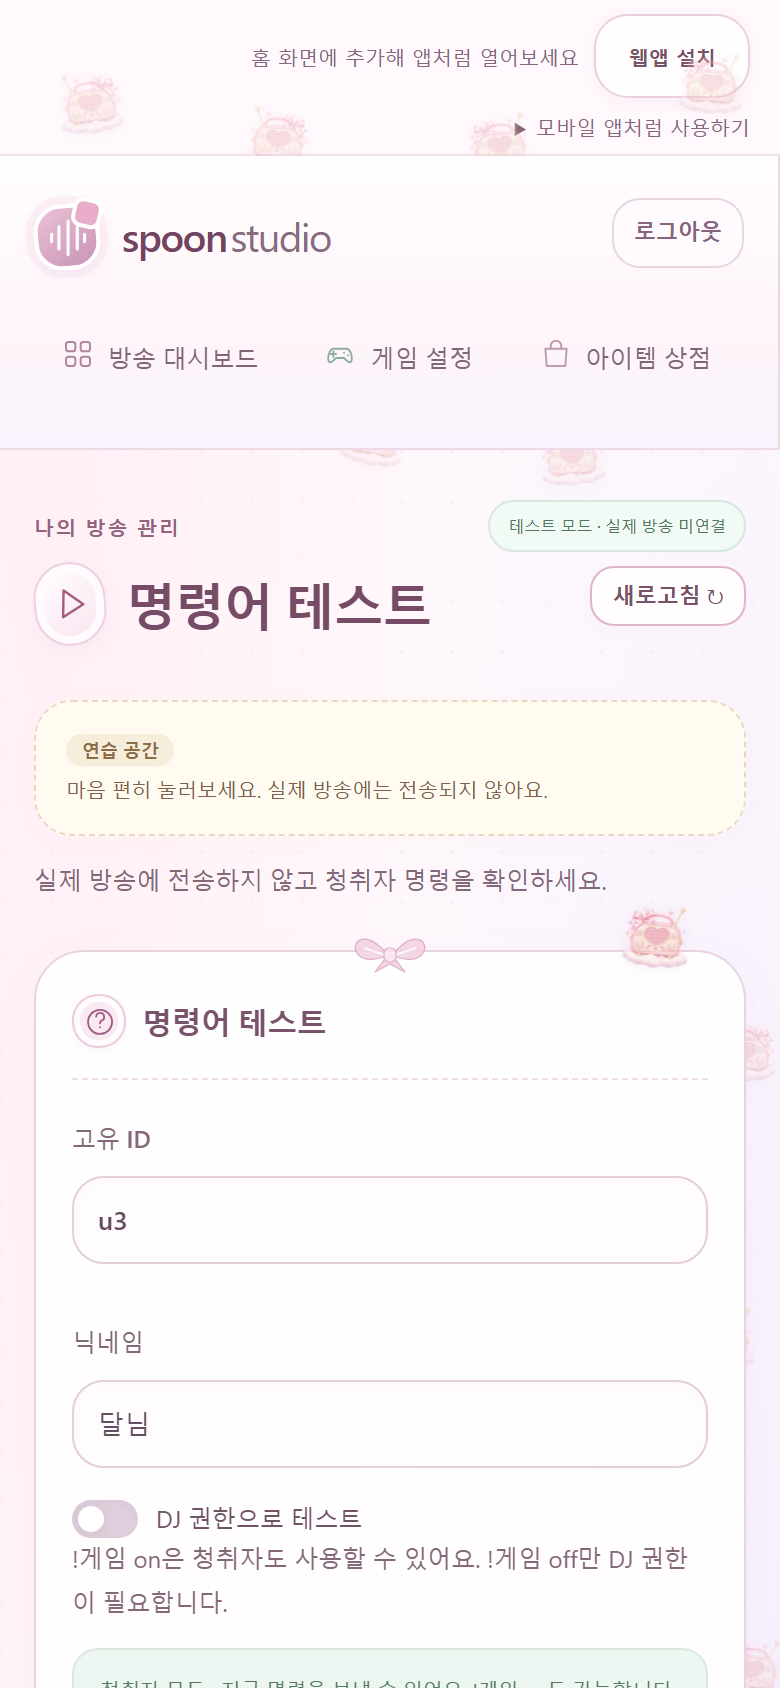 홈 화면에 추가해 앱처럼 열어보세요
웹앱 설치
▶ 모바일 앱처럼 사용하기
spoon studio
로그아웃
방송 대시보드
게임 설정
아이템 상점
나의 방송 관리
테스트 모드 · 실제 방송 미연결
명령어 테스트
새로고침 ↻
연습 공간
마음 편히 눌러보세요. 실제 방송에는 전송되지 않아요.
실제 방송에 전송하지 않고 청취자 명령을 확인하세요.
명령어 테스트
고유 ID
u3
닉네임
달님
DJ 권한으로 테스트
!게임 on은 청취자도 사용할 수 있어요. !게임 off만 DJ 권한
이 필요합니다.